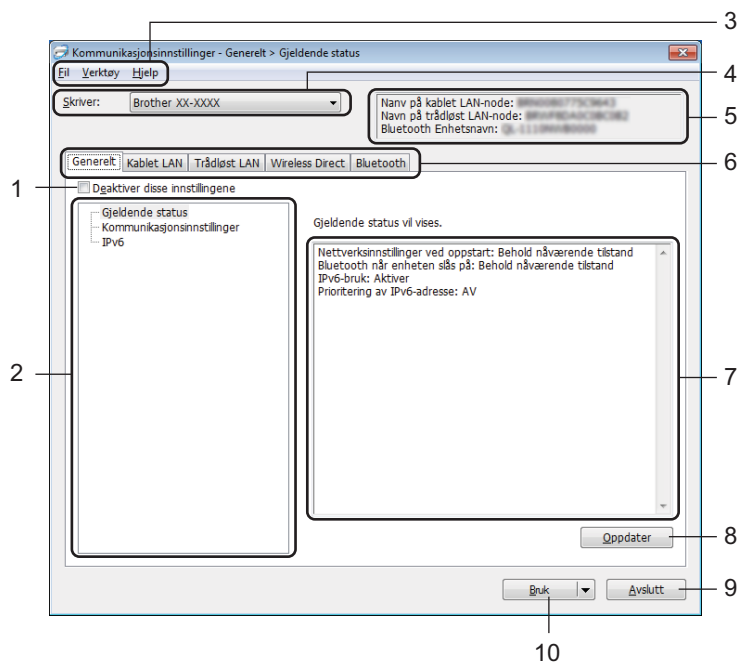 3
Kommunikasjonsinnstillinger - Generelt > Gjeldende status
Fil Verktøy Hjelp
4
Skriver: Brother XX-XXXX
Nanv på kablet LAN-node:
Navn på trådløst LAN-node:
Bluetooth Enhetsnavn:
5
Generelt Kablet LAN Trådløst LAN Wireless Direct Bluetooth
6
1
Deaktiver disse innstillingene
Gjeldende status
Kommunikasjonsinnstillinger
IPv6
2
Gjeldende status vil vises.
Nettverksinnstillinger ved oppstart: Behold nåværende tilstand
Bluetooth når enheten slås på: Behold nåværende tilstand
IPv6-bruk: Aktiver
Prioritering av IPv6-adresse: AV
7
Oppdater
8
Bruk Avslutt
9
10